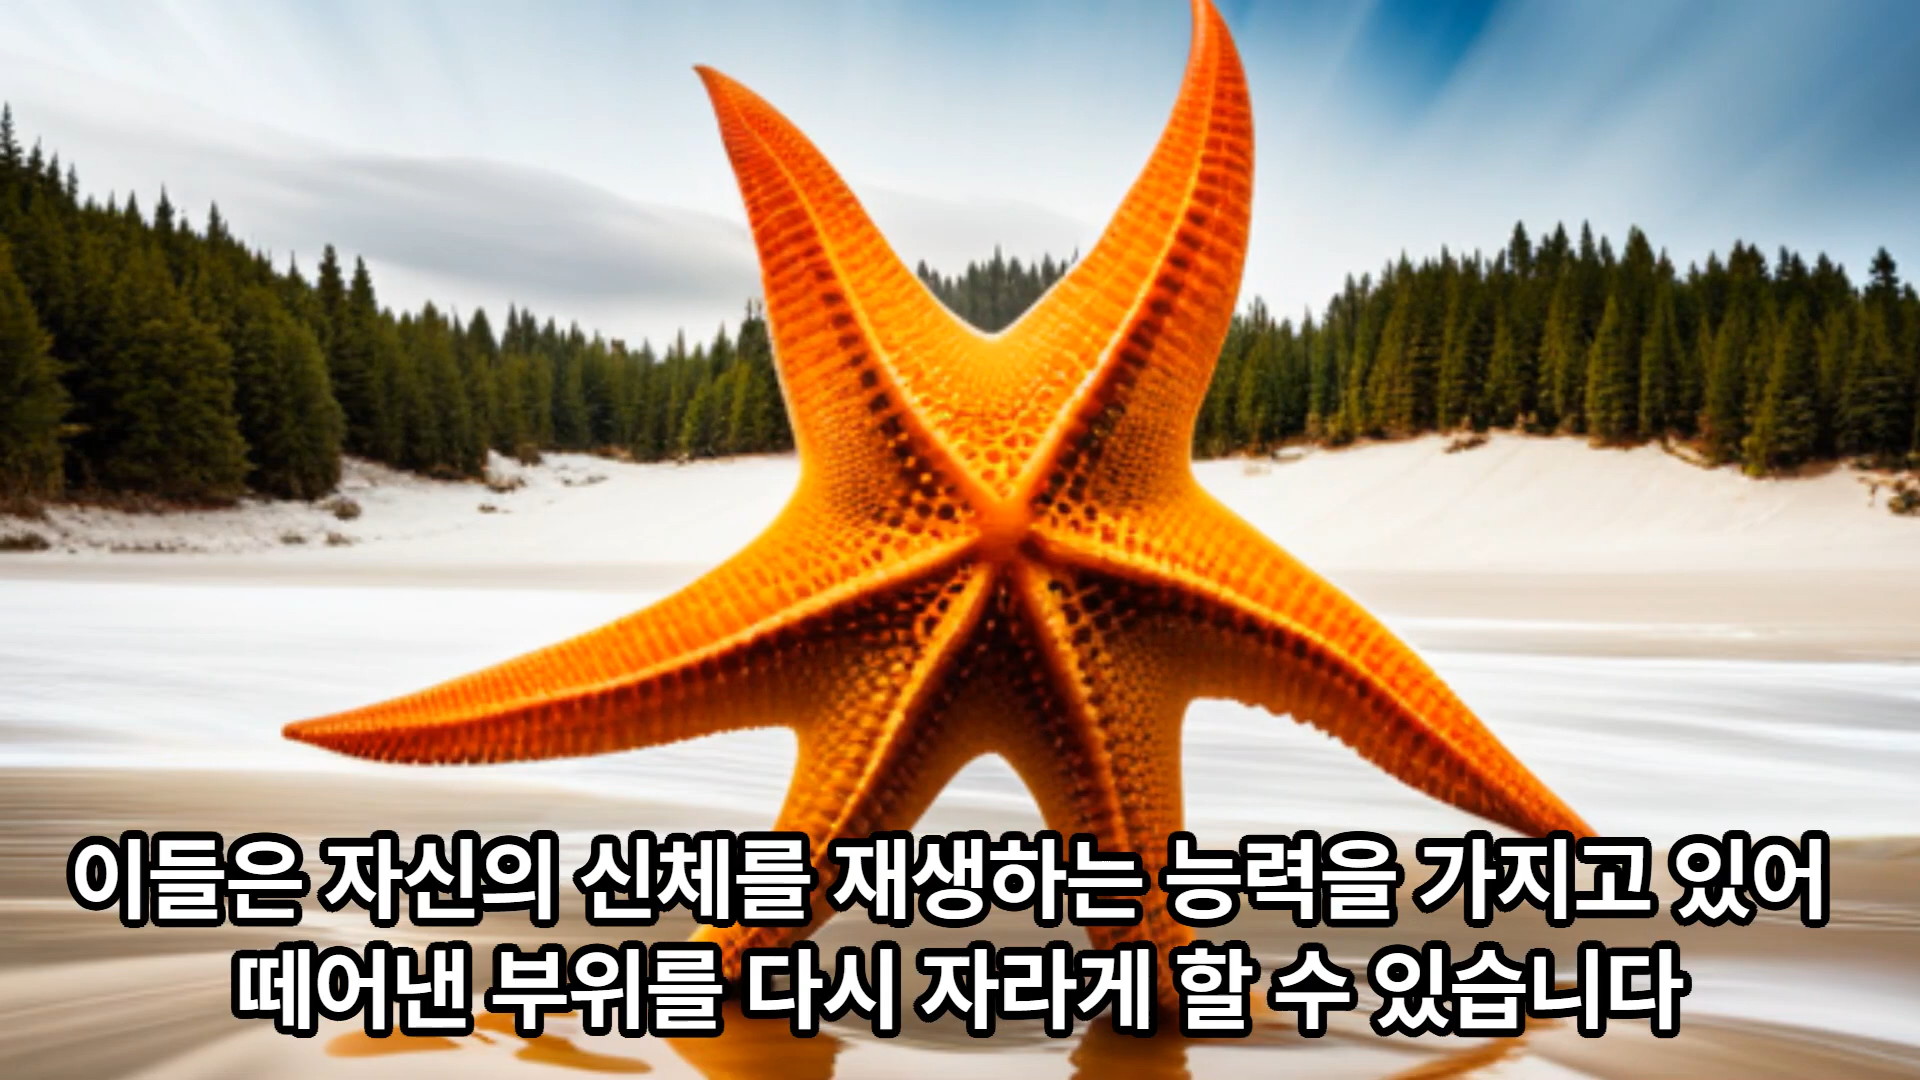 이들은 자신의 신체를 재생하는 능력을 가지고 있어
떼어낸 부위를 다시 자라게 할 수 있습니다